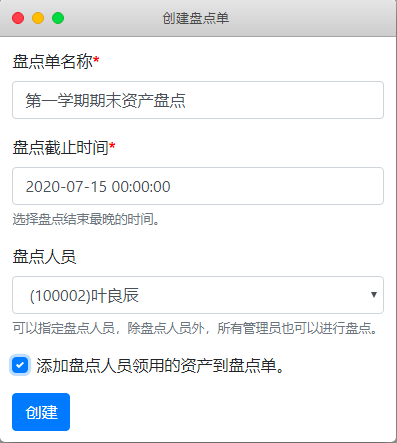 创建盘点单
盘点单名称*
第一学期期末资产盘点
盘点截止时间*
2020-07-15 00:00:00
选择盘点结束最晚的时间。
盘点人员
(100002)叶良辰
可以指定盘点人员，除盘点人员外，所有管理员也可以进行盘点。
添加盘点人员领用的资产到盘点单。
创建